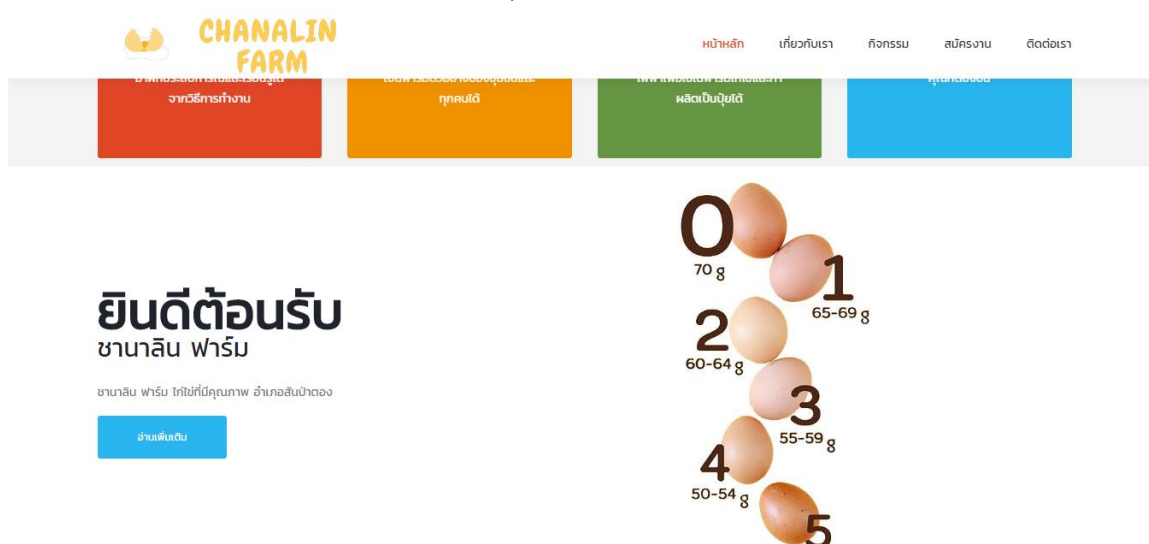 CHANALIN
FARM
หน้าหลัก เกี่ยวกับเรา กิจกรรม สมัครงาน ติดต่อเรา
จากวิธีการทำงาน
ทุกคนได้
ผลิตเป็นปุ๋ยได้
0
70 g
1
65-69 g
ยินดีต้อนรับ
ชานาลิน ฟาร์ม
2
60-64 g
ชานาลิน ฟาร์ม ไก่ไข่ที่มีคุณภาพ อำเภอสันป่าตอง
3
55-59 g
อ่านเพิ่มเติม
4
50-54 g
5